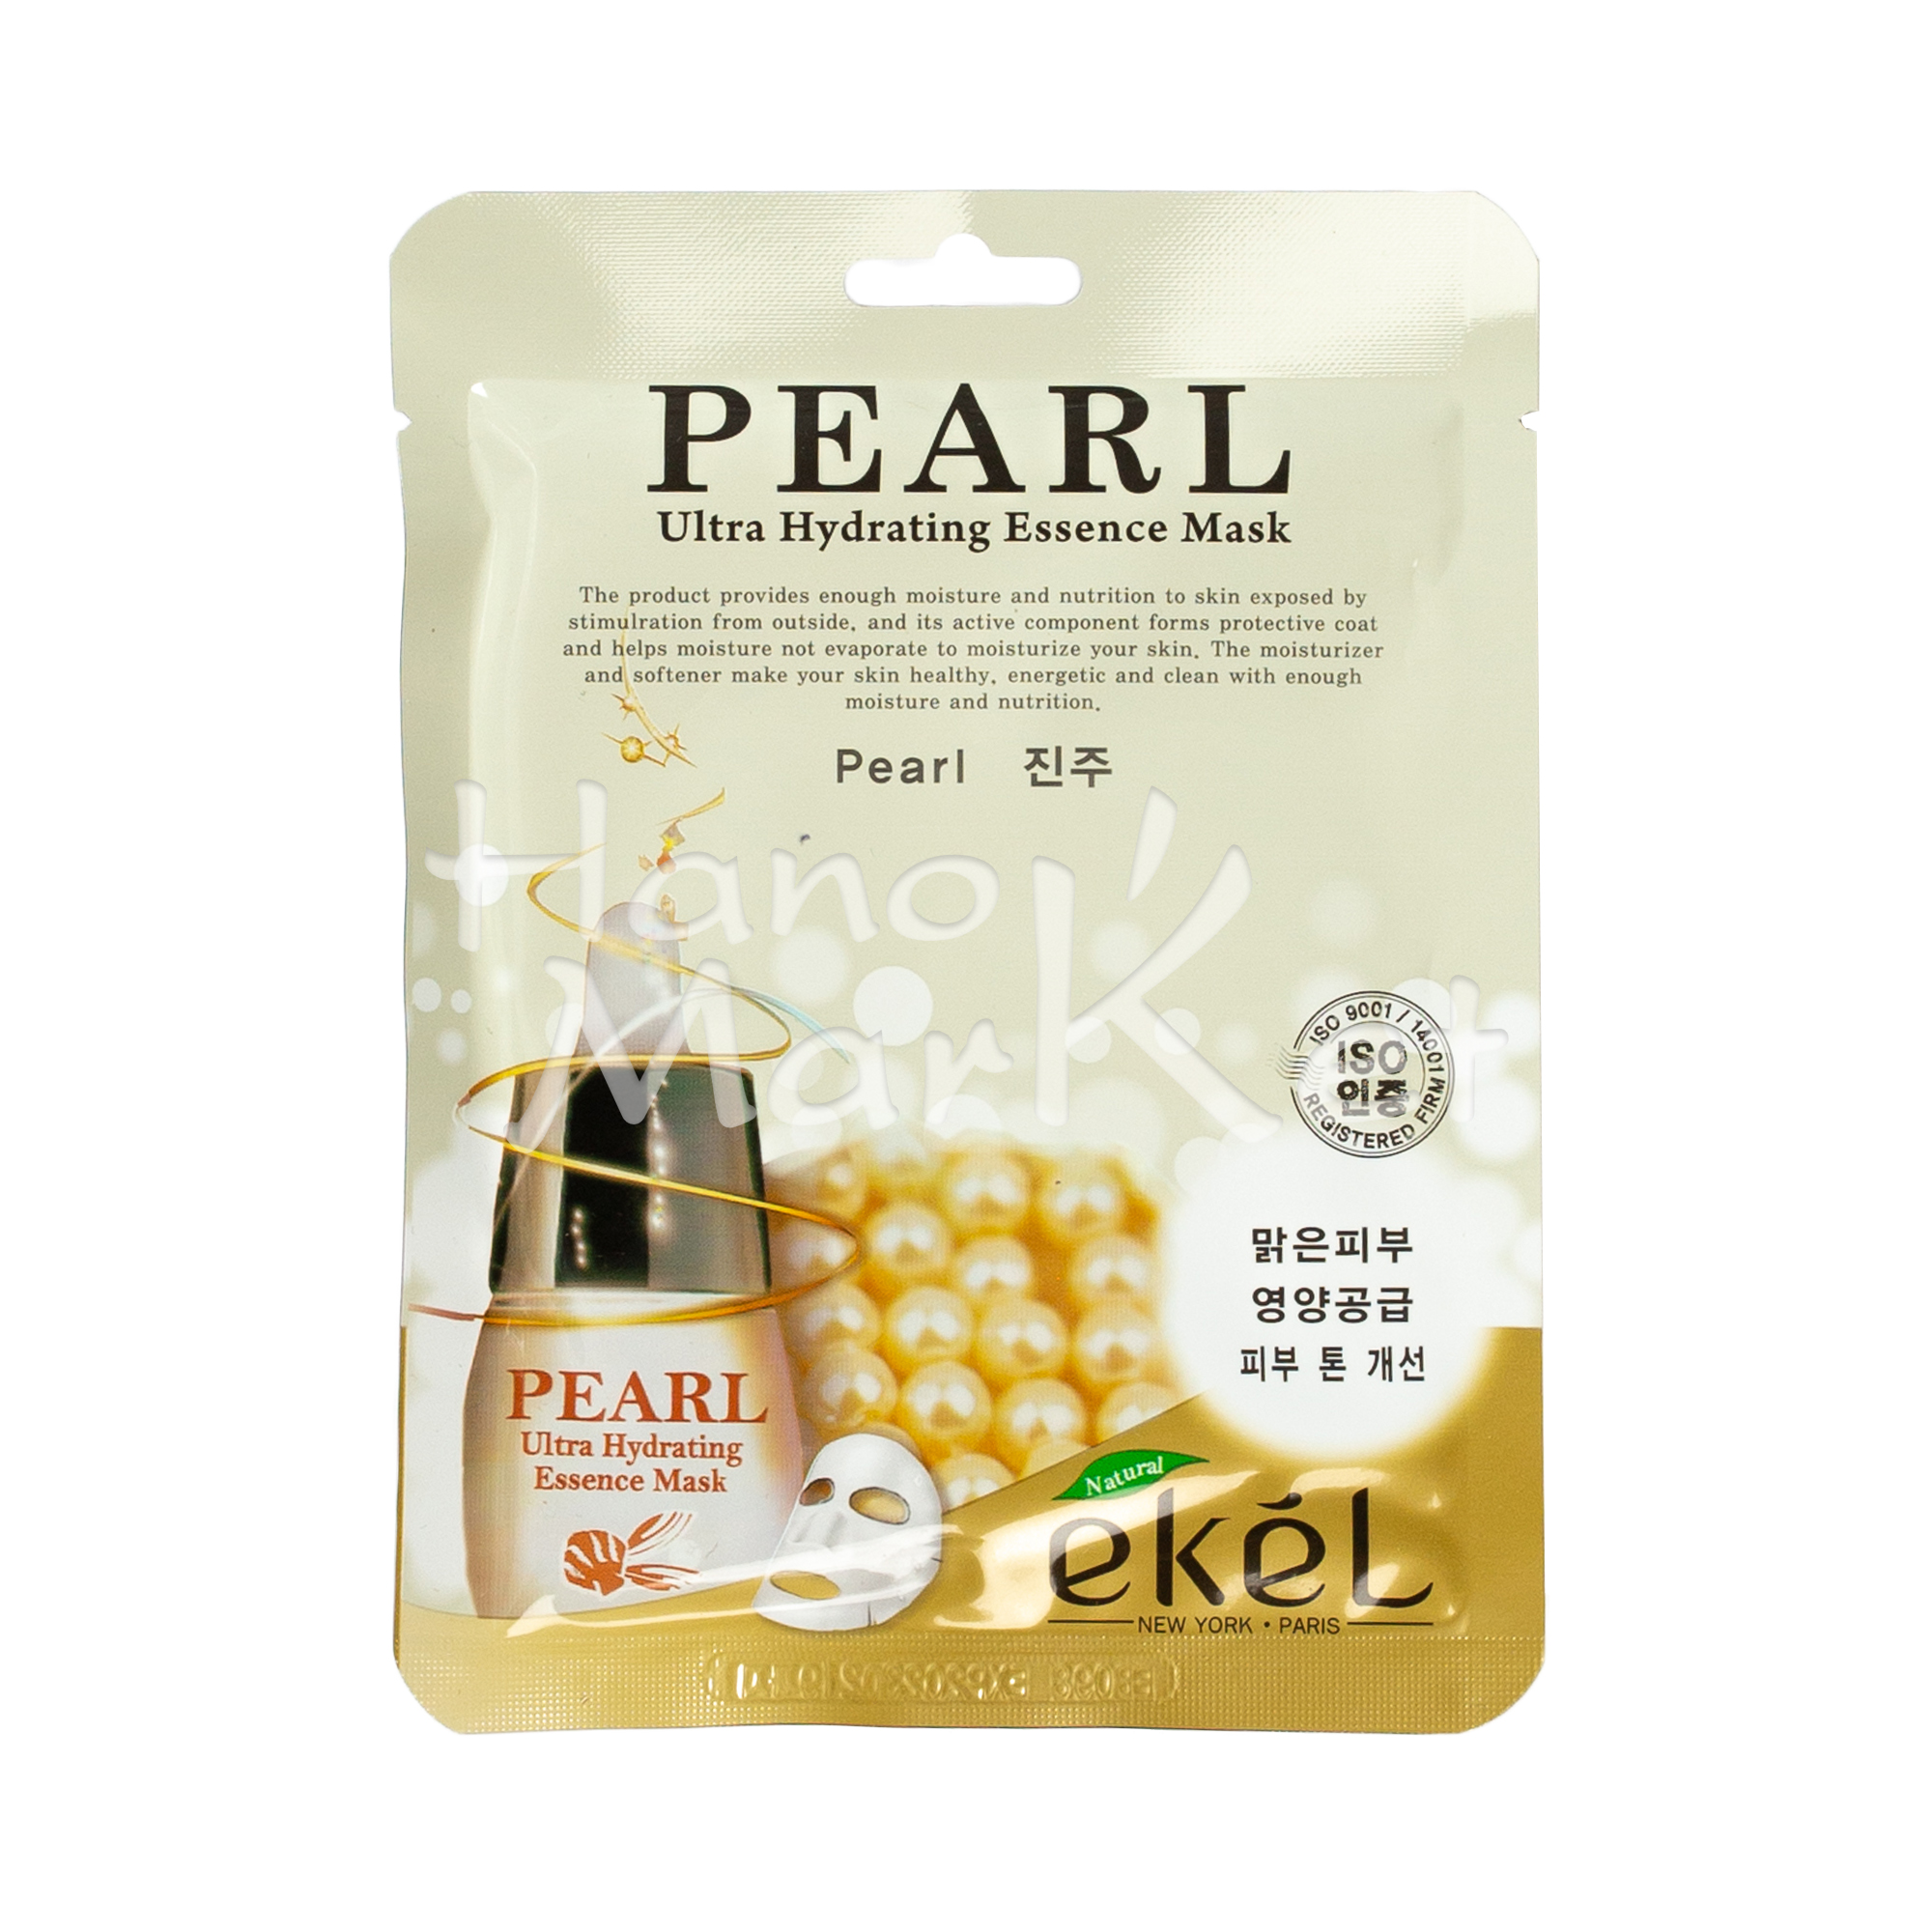 PEARL
Ultra Hydrating Essence Mask
The product provides enough moisture and nutrition to skin exposed by
stimulration from outside, and its active component forms protective coat
and helps moisture not evaporate to moisturize your skin. The moisturizer
and softener make your skin healthy, energetic and clean with enough
moisture and nutrition.
Pearl 진주
Hano K
Market
ISO 9001 / 14001
ISO
인증
REGISTERED FIRM
맑은피부
영양공급
피부 톤 개선
PEARL
Ultra Hydrating
Essence Mask
Natural
ekél
NEW YORK • PARIS